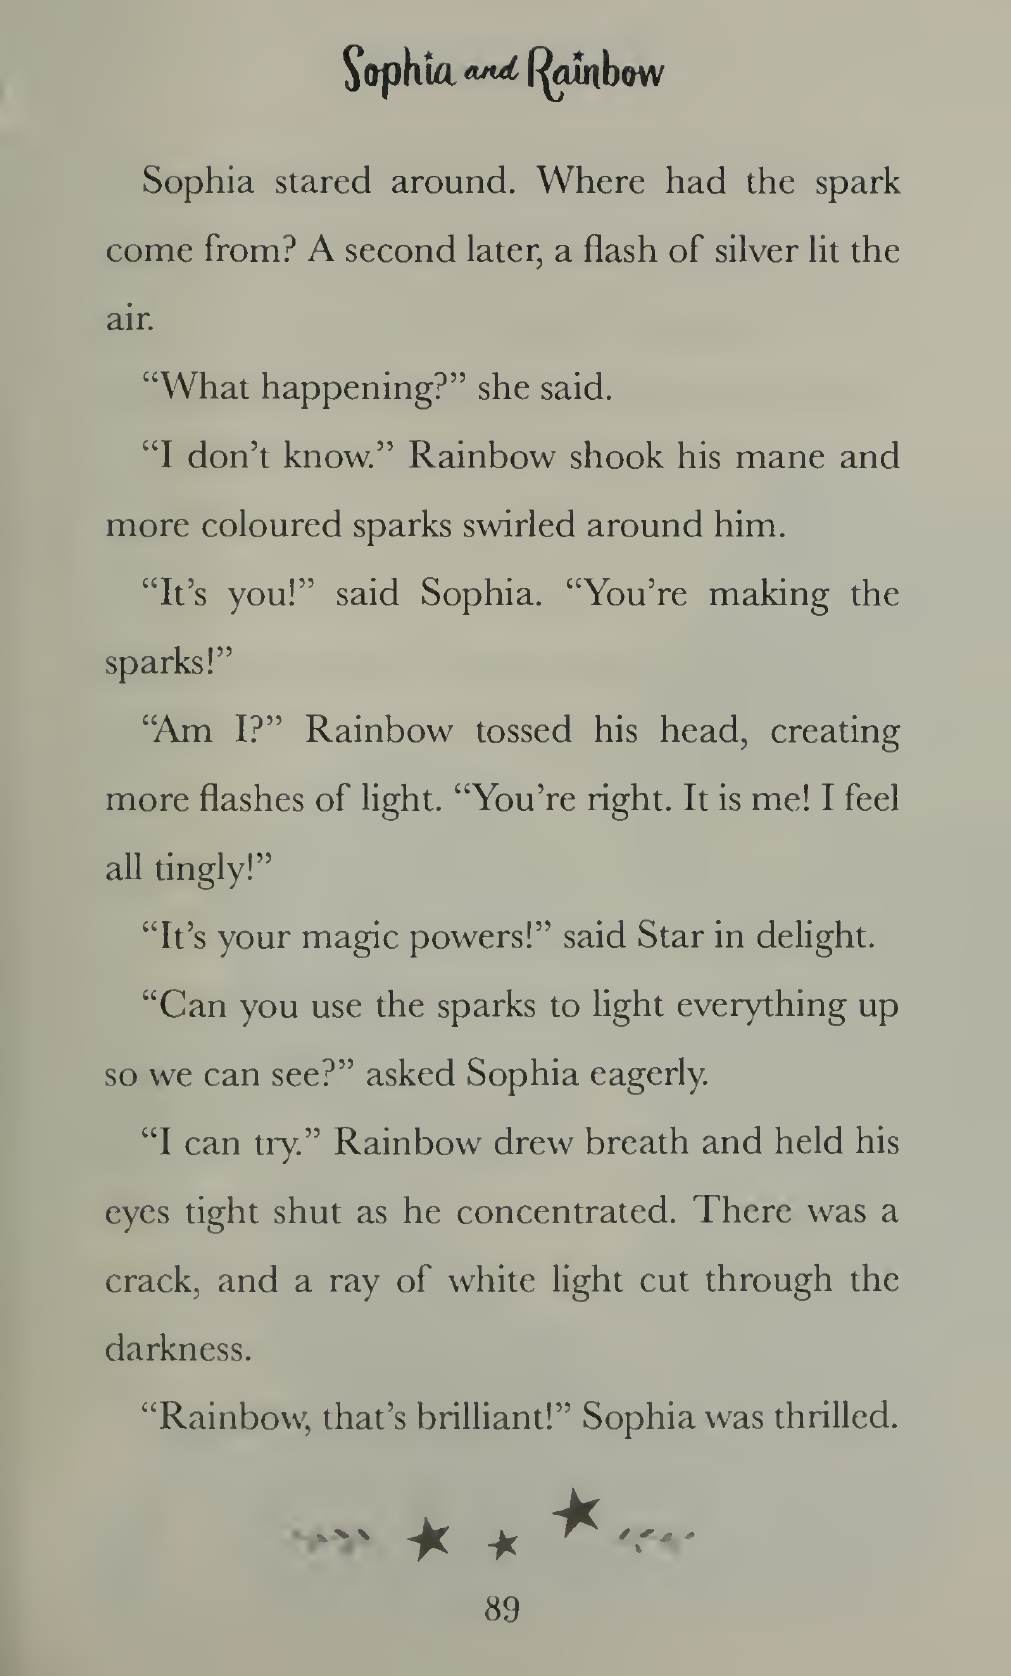 Sophia and Rainbow
Sophia stared around. Where had the spark
come from? A second later, a flash of silver lit the
air.
“What happening?” she said.
“I don’t know.” Rainbow shook his mane and
more coloured sparks swirled around him.
“It’s you!” said Sophia. “You’re making the
sparks!”
“Am I?” Rainbow tossed his head, creating
more flashes of light. “You’re right. It is me! I feel
all tingly!”
“It’s your magic powers!” said Star in delight.
“Can you use the sparks to light everything up
so we can see?” asked Sophia eagerly.
“I can try.” Rainbow drew breath and held his
eyes tight shut as he concentrated. There was a
crack, and a ray of white light cut through the
darkness.
“Rainbow, that’s brilliant!” Sophia was thrilled.
89